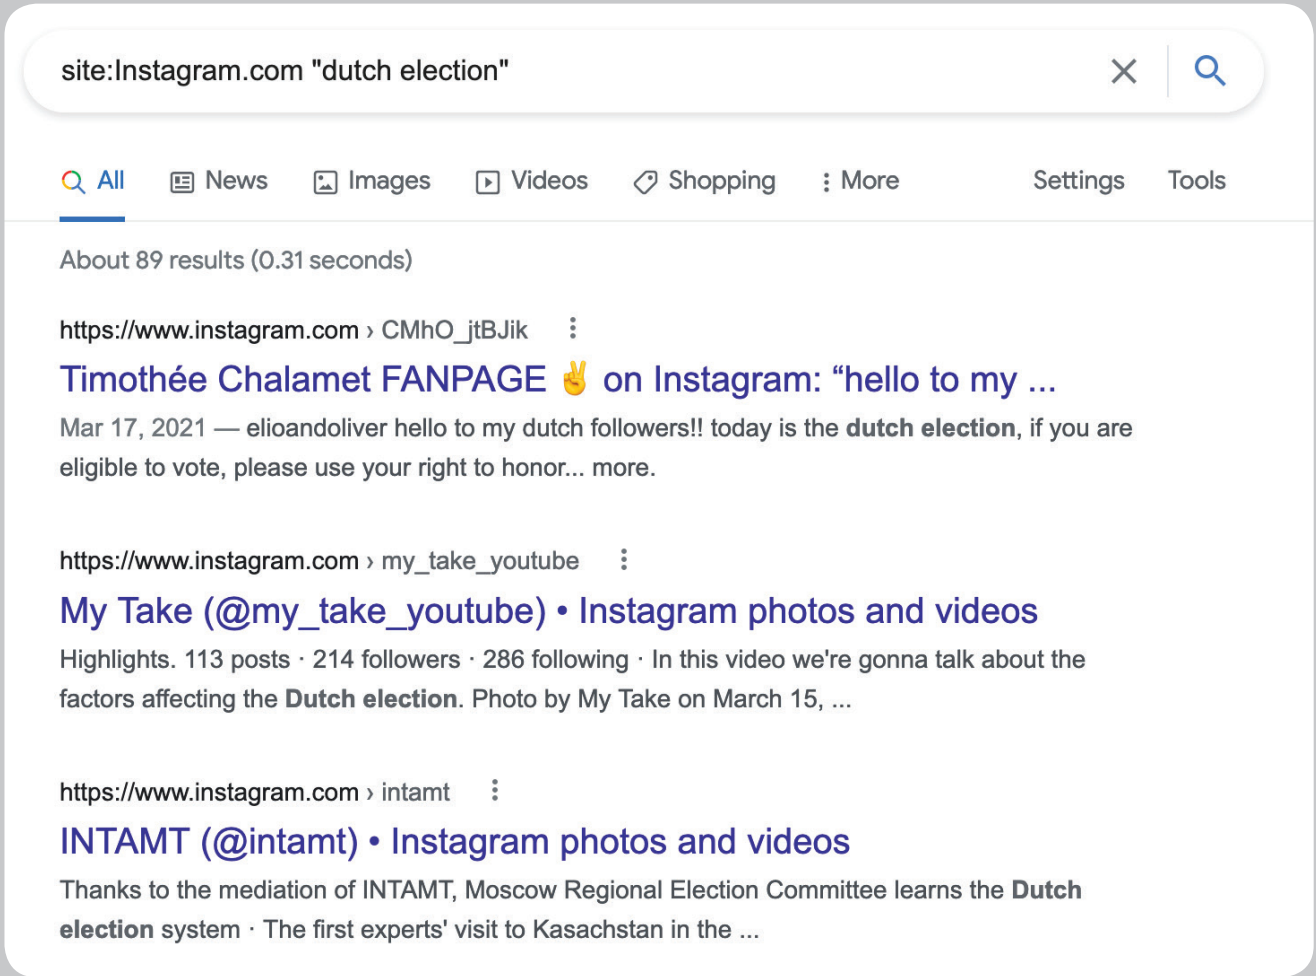 site:Instagram.com "dutch election"
All News Images Videos Shopping More Settings Tools
About 89 results (0.31 seconds)
https://www.instagram.com › CMhO_jtBJik
Timothée Chalamet FANPAGE ✌ on Instagram: “hello to my ...
Mar 17, 2021 — elioandoliver hello to my dutch followers!! today is the dutch election, if you are
eligible to vote, please use your right to honor... more.
https://www.instagram.com › my_take_youtube
My Take (@my_take_youtube) • Instagram photos and videos
Highlights. 113 posts · 214 followers · 286 following · In this video we're gonna talk about the
factors affecting the Dutch election. Photo by My Take on March 15, ...
https://www.instagram.com › intamt
INTAMT (@intamt) • Instagram photos and videos
Thanks to the mediation of INTAMT, Moscow Regional Election Committee learns the Dutch
election system · The first experts' visit to Kasachstan in the ...